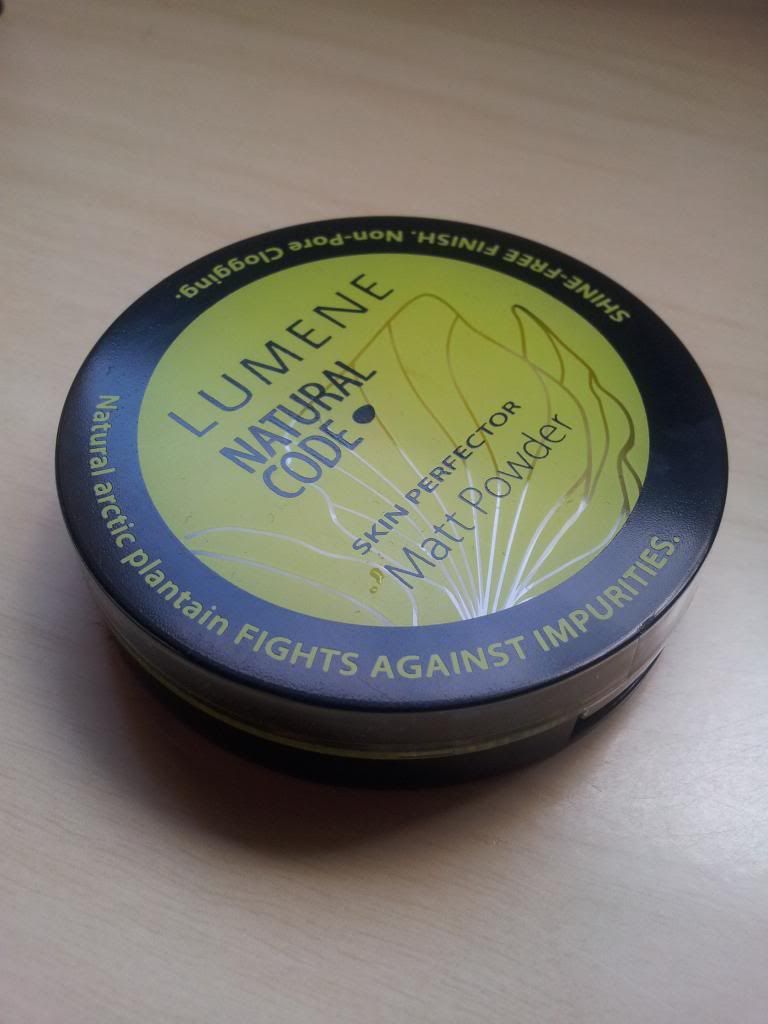 LUMENE
NATURAL
CODE
SKIN PERFECTOR
Matt Powder
Natural arctic plantain FIGHTS AGAINST IMPURITIES.
SHINE-FREE FINISH. Non-Pore Clogging.